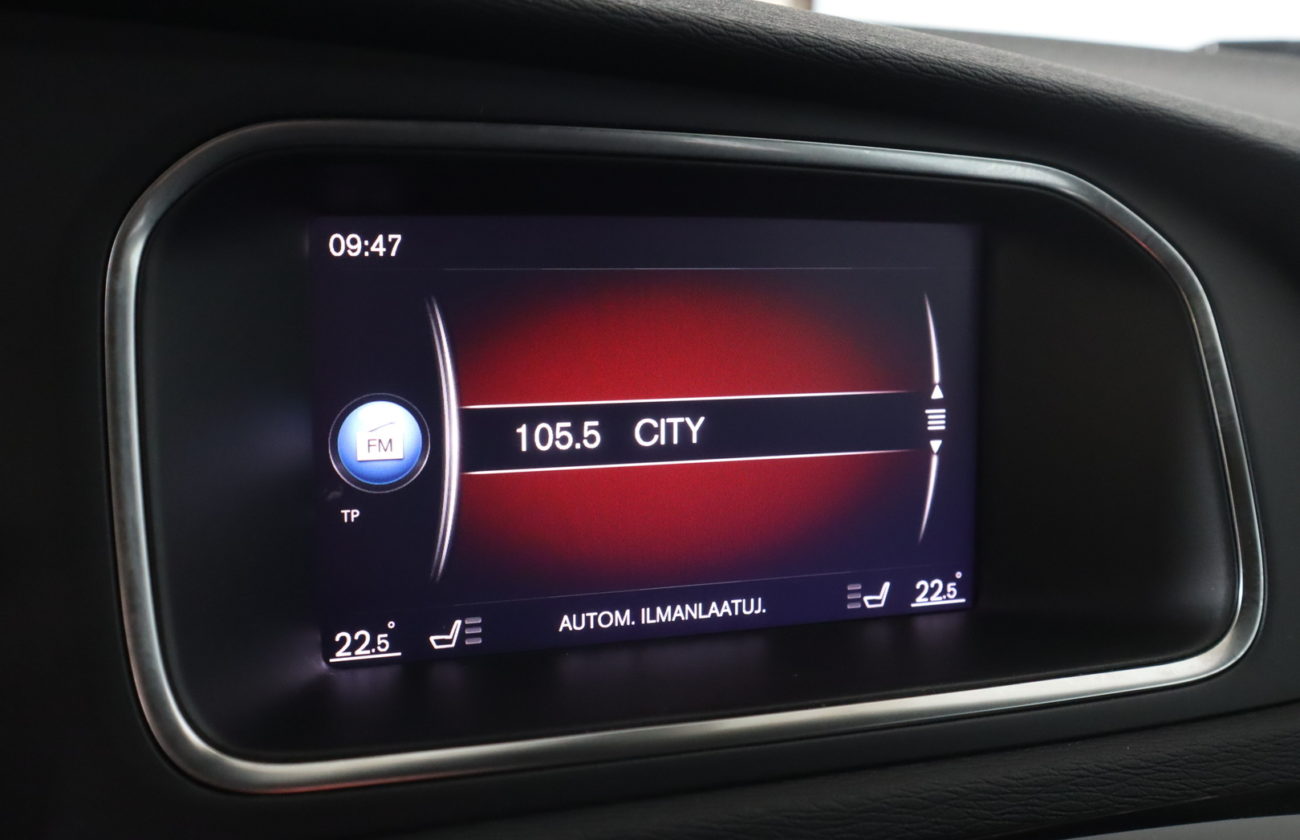 09:47
FM
105.5 CITY
TP
22.5° AUTOM. ILMANLAATUJ. 22.5°